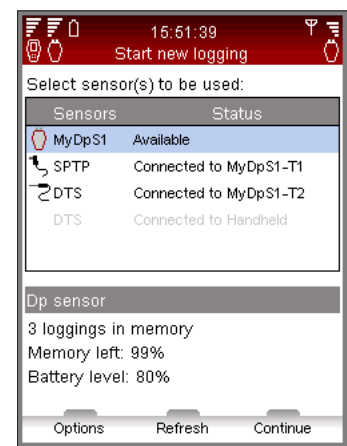 15:51:39
Start new logging
Select sensor(s) to be used:
Sensors Status
MyDpS1 Available
SPTP Connected to MyDpS1-T1
DTS Connected to MyDpS1-T2
DTS Connected to Handheld
Dp sensor
3 loggings in memory
Memory left: 99%
Battery level: 80%
Options Refresh Continue